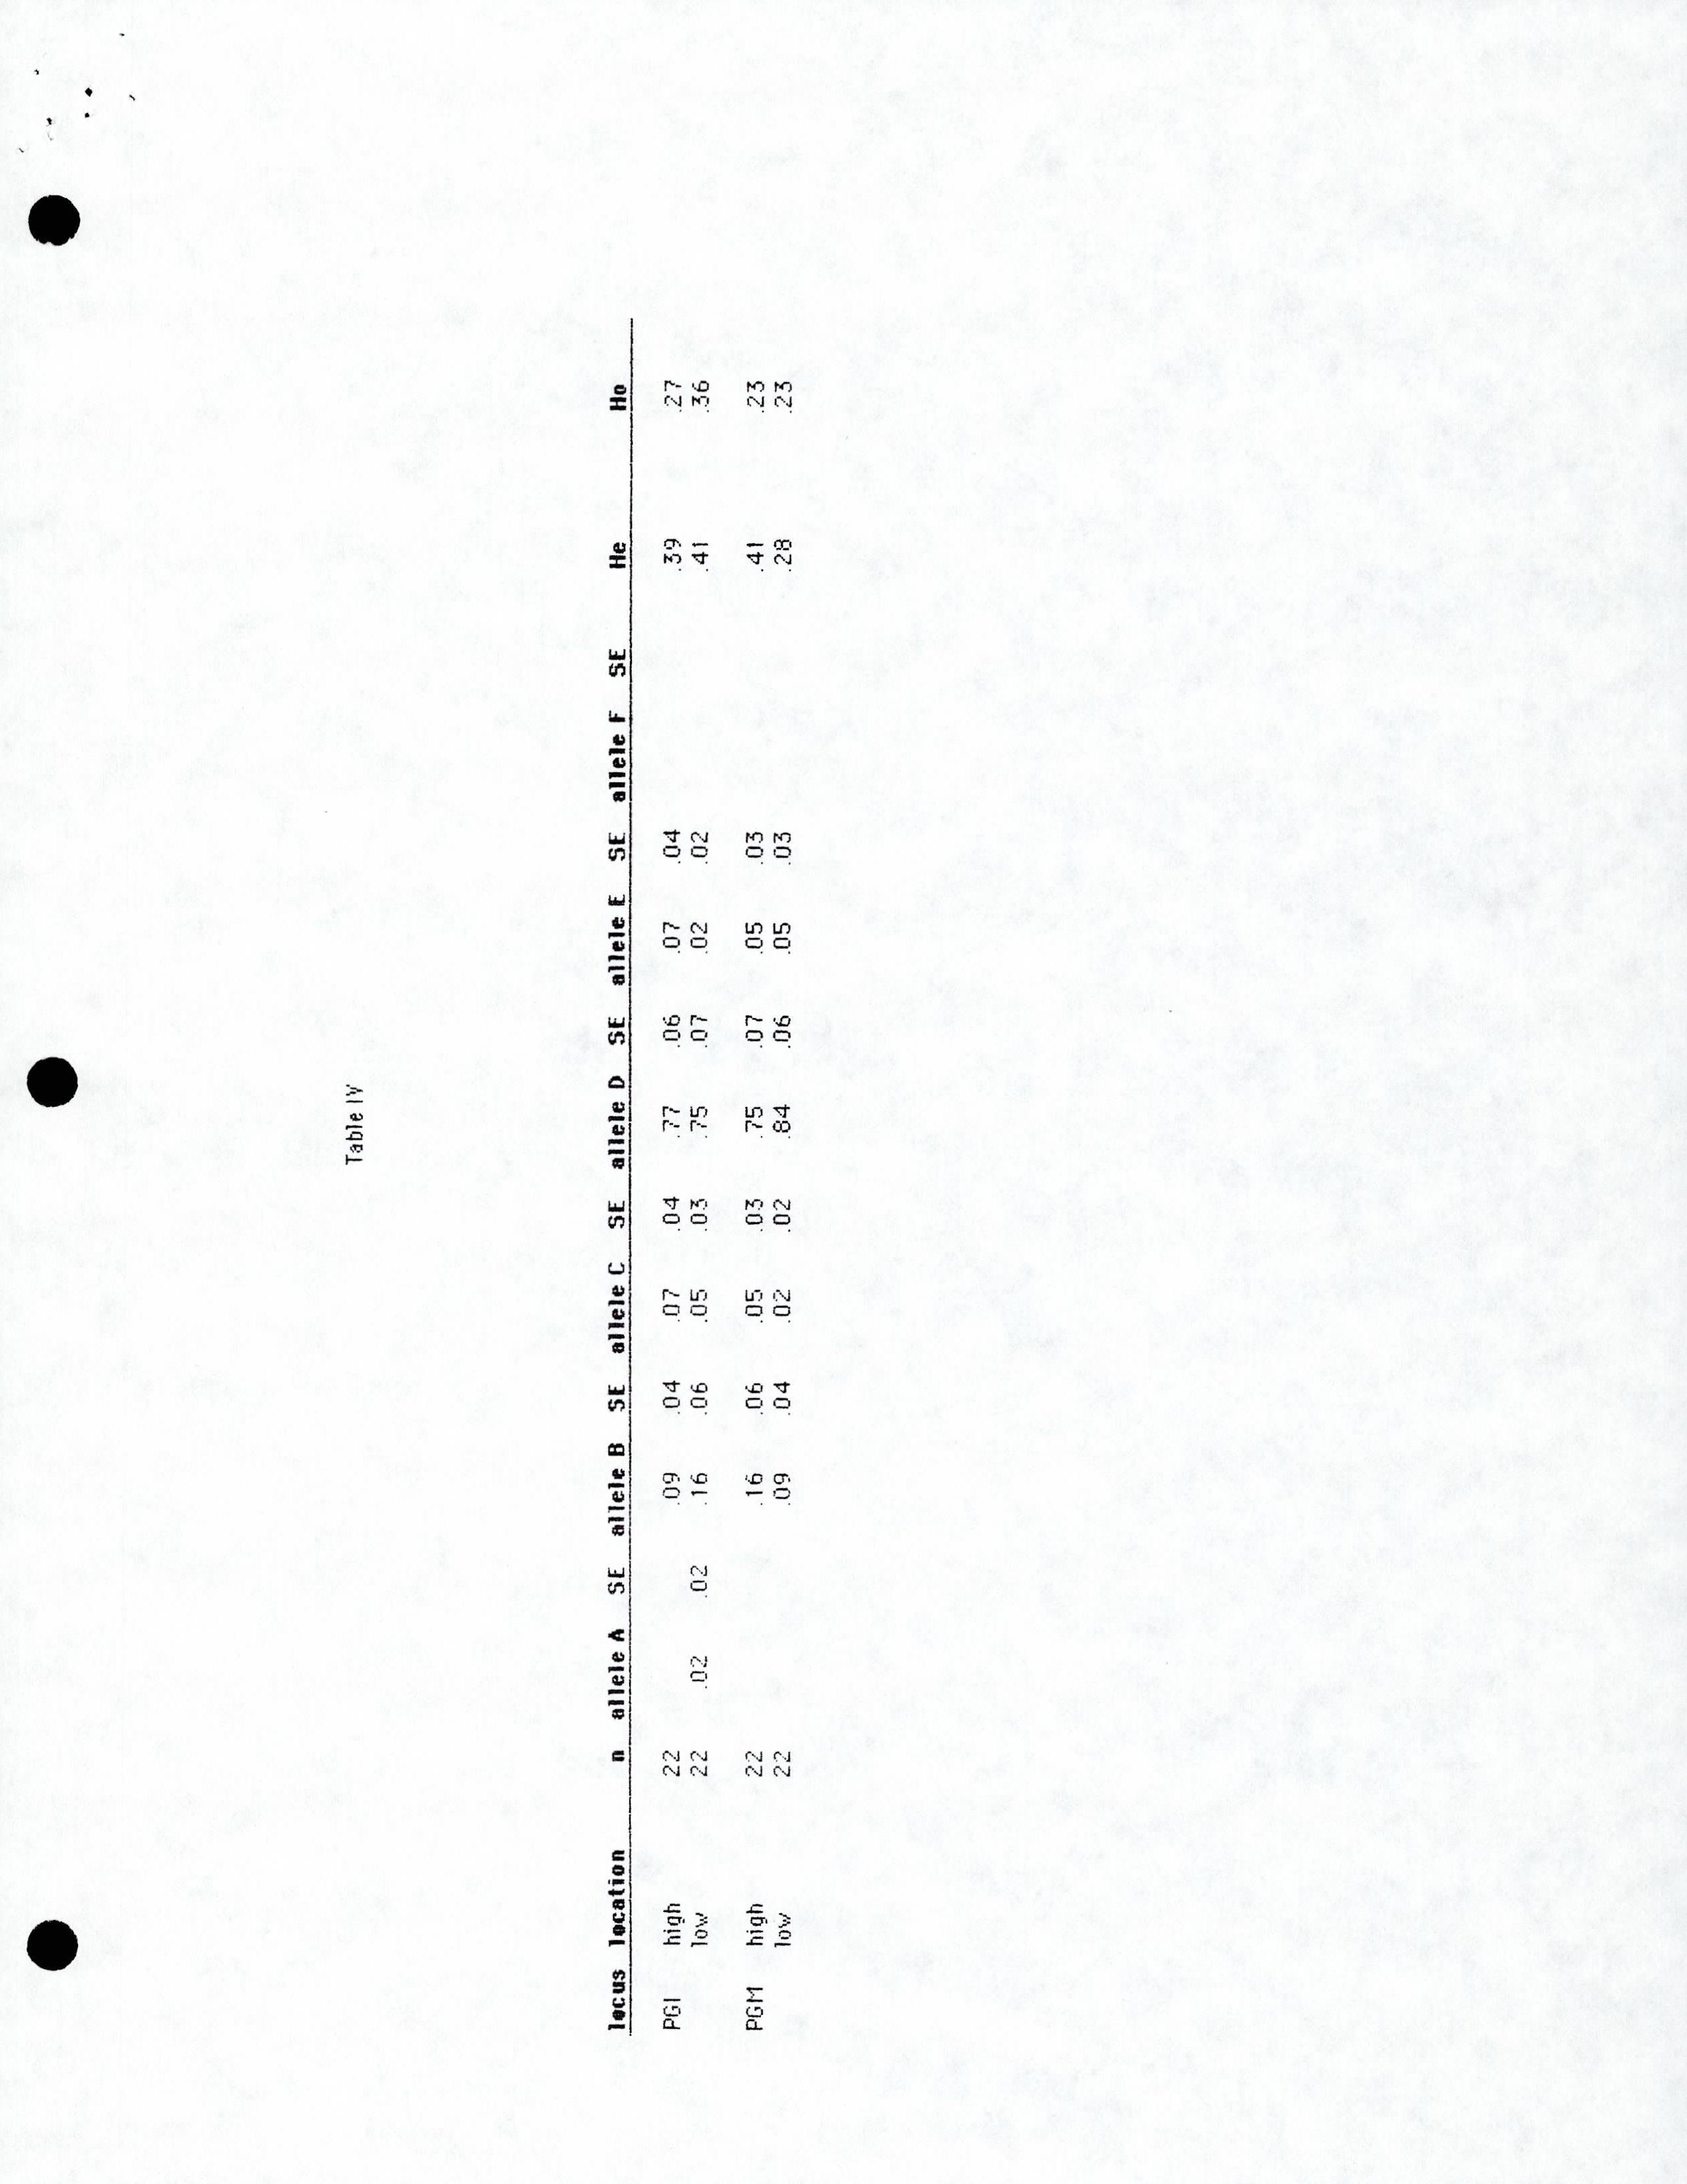 Table IV
locus location n allele A SE allele B SE allele C SE allele D SE allele E SE allele F SE He Ho
PGI high 22 .09 .04 .07 .04 .77 .06 .07 .04 .39 .27
low 22 .02 .02 .16 .06 .05 .03 .75 .07 .02 .02 .41 .36
PGM high 22 .16 .06 .05 .03 .75 .07 .05 .03 .41 .23
low 22 .09 .04 .02 .02 .84 .06 .05 .03 .28 .23